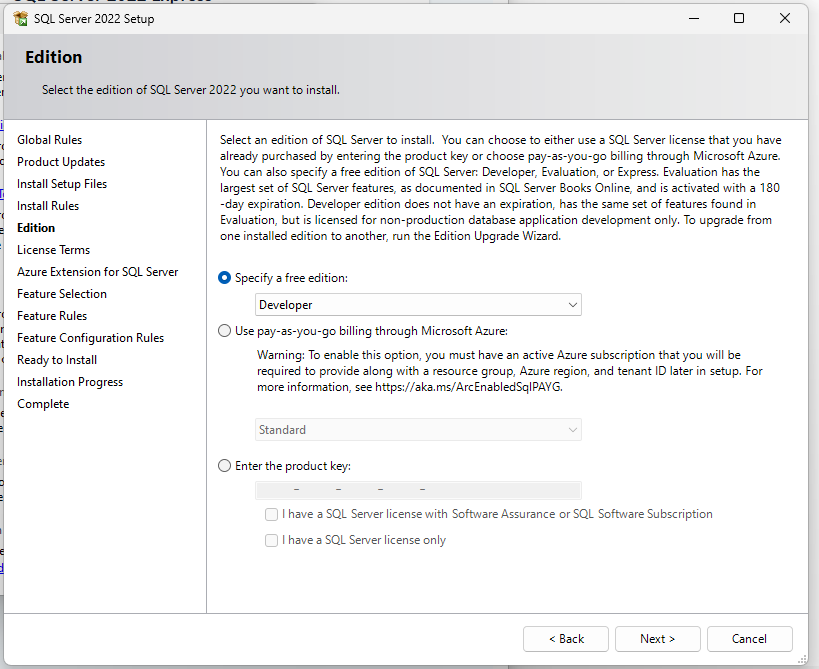 SQL Server 2022 Setup
Edition
Select the edition of SQL Server 2022 you want to install.
Global Rules
Product Updates
Install Setup Files
Install Rules
Edition
License Terms
Azure Extension for SQL Server
Feature Selection
Feature Rules
Feature Configuration Rules
Ready to Install
Installation Progress
Complete
Select an edition of SQL Server to install.  You can choose to either use a SQL Server license that you have
already purchased by entering the product key or choose pay-as-you-go billing through Microsoft Azure.
You can also specify a free edition of SQL Server: Developer, Evaluation, or Express. Evaluation has the
largest set of SQL Server features, as documented in SQL Server Books Online, and is activated with a 180
-day expiration. Developer edition does not have an expiration, has the same set of features found in
Evaluation, but is licensed for non-production database application development only. To upgrade from
one installed edition to another, run the Edition Upgrade Wizard.
Specify a free edition:
Developer
Use pay-as-you-go billing through Microsoft Azure:
Warning: To enable this option, you must have an active Azure subscription that you will be
required to provide along with a resource group, Azure region, and tenant ID later in setup. For
more information, see https://aka.ms/ArcEnabledSqlPAYG.
Standard
Enter the product key:
- - - -
I have a SQL Server license with Software Assurance or SQL Software Subscription
I have a SQL Server license only
< Back
Next >
Cancel